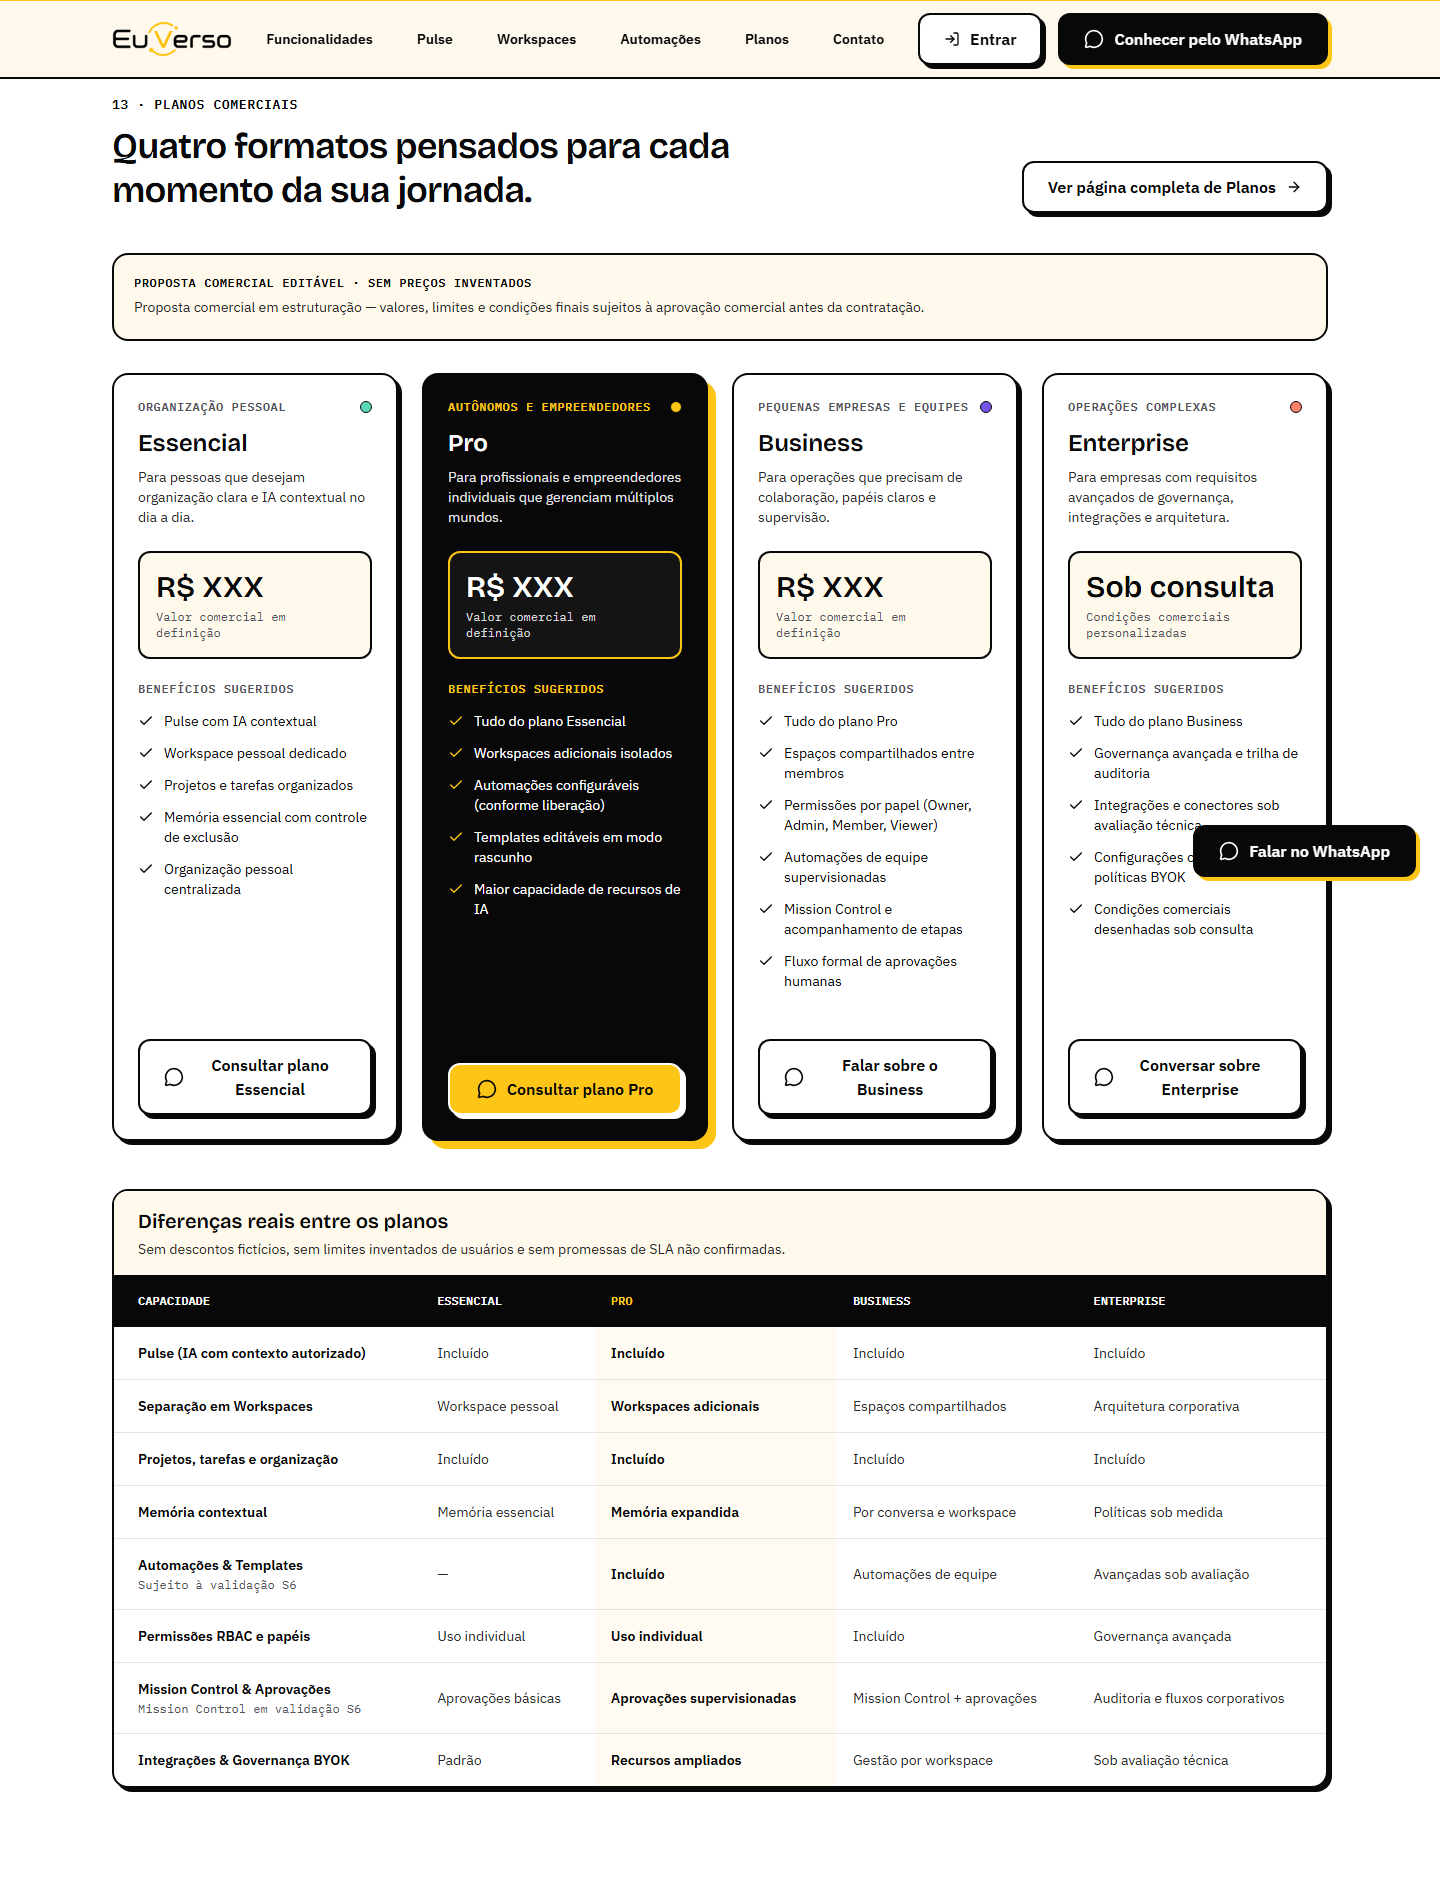 EuVerso
Funcionalidades
Pulse
Workspaces
Automações
Planos
Contato
Entrar
Conhecer pelo WhatsApp
13 · PLANOS COMERCIAIS
Quatro formatos pensados para cada
momento da sua jornada.
Ver página completa de Planos
PROPOSTA COMERCIAL EDITÁVEL · SEM PREÇOS INVENTADOS
Proposta comercial em estruturação — valores, limites e condições finais sujeitos à aprovação comercial antes da contratação.
ORGANIZAÇÃO PESSOAL
Essencial
Para pessoas que desejam
organização clara e IA contextual no
dia a dia.
R$ XXX
Valor comercial em
definição
BENEFÍCIOS SUGERIDOS
Pulse com IA contextual
Workspace pessoal dedicado
Projetos e tarefas organizados
Memória essencial com controle
de exclusão
Organização pessoal
centralizada
Consultar plano
Essencial
AUTÔNOMOS E EMPREENDEDORES
Pro
Para profissionais e empreendedores
individuais que gerenciam múltiplos
mundos.
R$ XXX
Valor comercial em
definição
BENEFÍCIOS SUGERIDOS
Tudo do plano Essencial
Workspaces adicionais isolados
Automações configuráveis
(conforme liberação)
Templates editáveis em modo
rascunho
Maior capacidade de recursos de
IA
Consultar plano Pro
PEQUENAS EMPRESAS E EQUIPES
Business
Para operações que precisam de
colaboração, papéis claros e
supervisão.
R$ XXX
Valor comercial em
definição
BENEFÍCIOS SUGERIDOS
Tudo do plano Pro
Espaços compartilhados entre
membros
Permissões por papel (Owner,
Admin, Member, Viewer)
Automações de equipe
supervisionadas
Mission Control e
acompanhamento de etapas
Fluxo formal de aprovações
humanas
Falar sobre o
Business
OPERAÇÕES COMPLEXAS
Enterprise
Para empresas com requisitos
avançados de governança,
integrações e arquitetura.
Sob consulta
Condições comerciais
personalizadas
BENEFÍCIOS SUGERIDOS
Tudo do plano Business
Governança avançada e trilha de
auditoria
Integrações e conectores sob
avaliação técnica
Configurações
políticas BYOK
Condições comerciais
desenhadas sob consulta
Conversar sobre
Enterprise
Falar no WhatsApp
Diferenças reais entre os planos
Sem descontos fictícios, sem limites inventados de usuários e sem promessas de SLA não confirmadas.
CAPACIDADE ESSENCIAL PRO BUSINESS ENTERPRISE
Pulse (IA com contexto autorizado) Incluído Incluído Incluído Incluído
Separação em Workspaces Workspace pessoal Workspaces adicionais Espaços compartilhados Arquitetura corporativa
Projetos, tarefas e organização Incluído Incluído Incluído Incluído
Memória contextual Memória essencial Memória expandida Por conversa e workspace Políticas sob medida
Automações & Templates
Sujeito à validação S6
— Incluído Automações de equipe Avançadas sob avaliação
Permissões RBAC e papéis Uso individual Uso individual Incluído Governança avançada
Mission Control & Aprovações
Mission Control em validação S6
Aprovações básicas Aprovações supervisionadas Mission Control + aprovações Auditoria e fluxos corporativos
Integrações & Governança BYOK Padrão Recursos ampliados Gestão por workspace Sob avaliação técnica